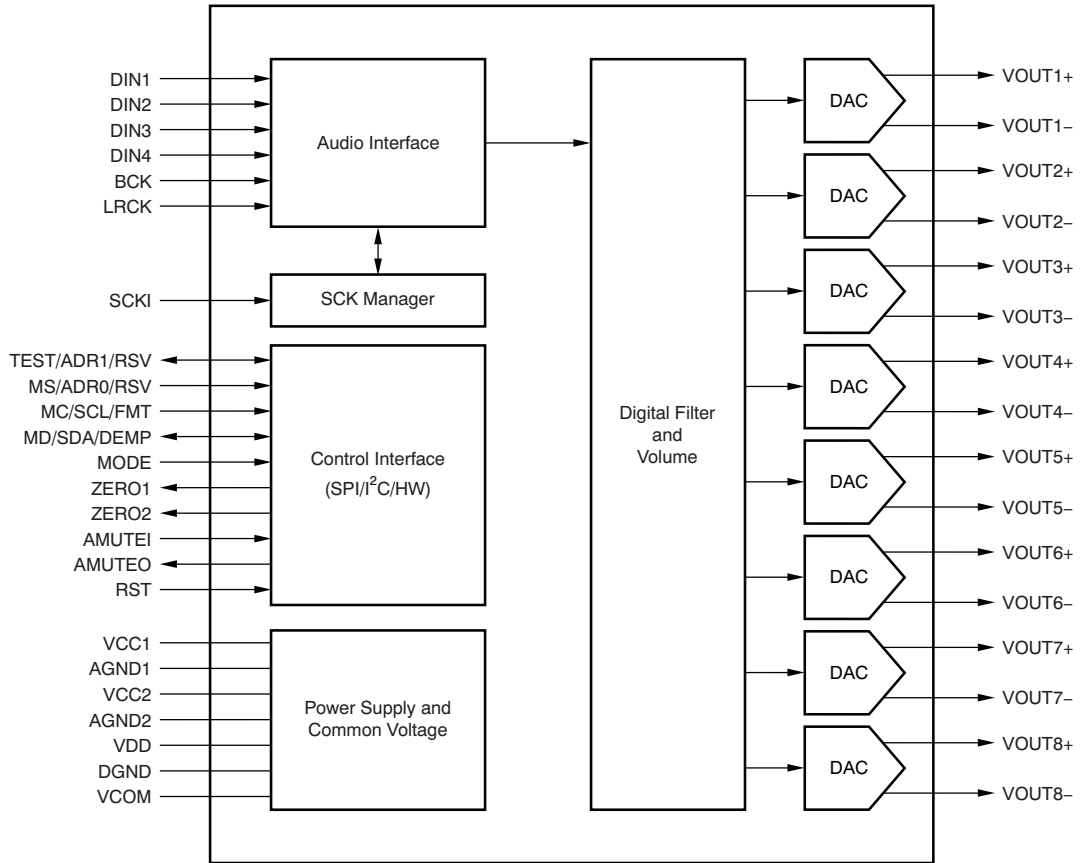 DIN1
DIN2
DIN3
DIN4
BCK
LRCK
Audio Interface
SCKI
SCK Manager
TEST/ADR1/RSV
MS/ADR0/RSV
MC/SCL/FMT
MD/SDA/DEMP
MODE
ZERO1
ZERO2
AMUTEI
AMUTEO
RST
Control Interface
(SPI/I²C/HW)
VCC1
AGND1
VCC2
AGND2
VDD
DGND
VCOM
Power Supply and
Common Voltage
Digital Filter
and
Volume
DAC
VOUT1+
VOUT1−
DAC
VOUT2+
VOUT2−
DAC
VOUT3+
VOUT3−
DAC
VOUT4+
VOUT4−
DAC
VOUT5+
VOUT5−
DAC
VOUT6+
VOUT6−
DAC
VOUT7+
VOUT7−
DAC
VOUT8+
VOUT8−